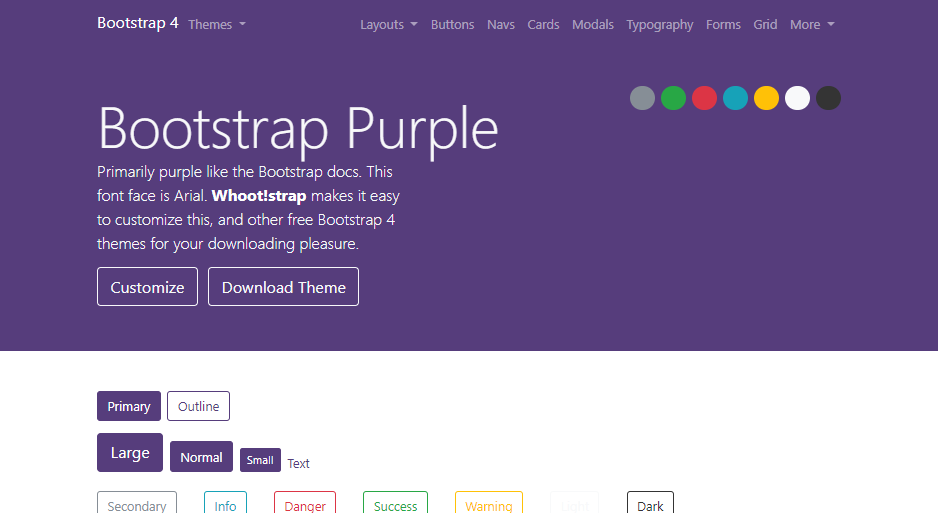 Bootstrap 4 Themes Layouts Buttons Navs Cards Modals Typography Forms Grid More
Bootstrap Purple
Primarily purple like the Bootstrap docs. This
font face is Arial. Whoot!strap makes it easy
to customize this, and other free Bootstrap 4
themes for your downloading pleasure.
Customize Download Theme
Primary Outline
Large Normal Small Text
Secondary Info Danger Success Warning Light Dark